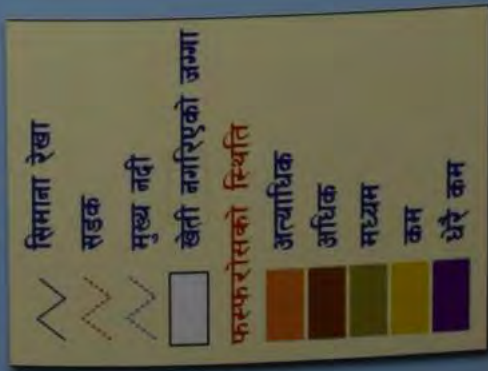 सिमाना रेखा
सडक
मुख्य नदी
खेती नगरिएको जग्गा
फस्फरोसको स्थिति
अत्याधिक
अधिक
मध्यम
कम
धेरै कम